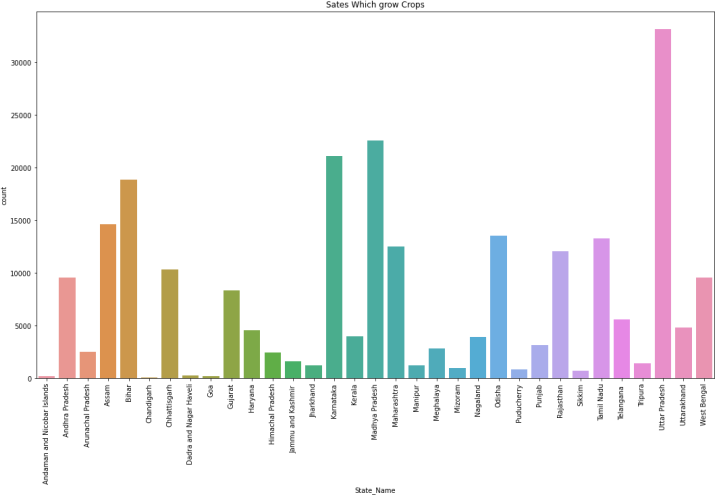 Sates Which grow Crops
30000
25000
20000
15000
10000
5000
0
count
Andaman and Nicobar Islands
Andhra Pradesh
Arunachal Pradesh
Assam
Bihar
Chandigarh
Chhattisgarh
Dadra and Nagar Haveli
Goa
Gujarat
Haryana
Himachal Pradesh
Jammu and Kashmir
Jharkhand
Karnataka
Kerala
Madhya Pradesh
Maharashtra
Manipur
Meghalaya
Mizoram
Nagaland
Odisha
Puducherry
Punjab
Rajasthan
Sikkim
Tamil Nadu
Telangana
Tripura
Uttar Pradesh
Uttarakhand
West Bengal
State_Name